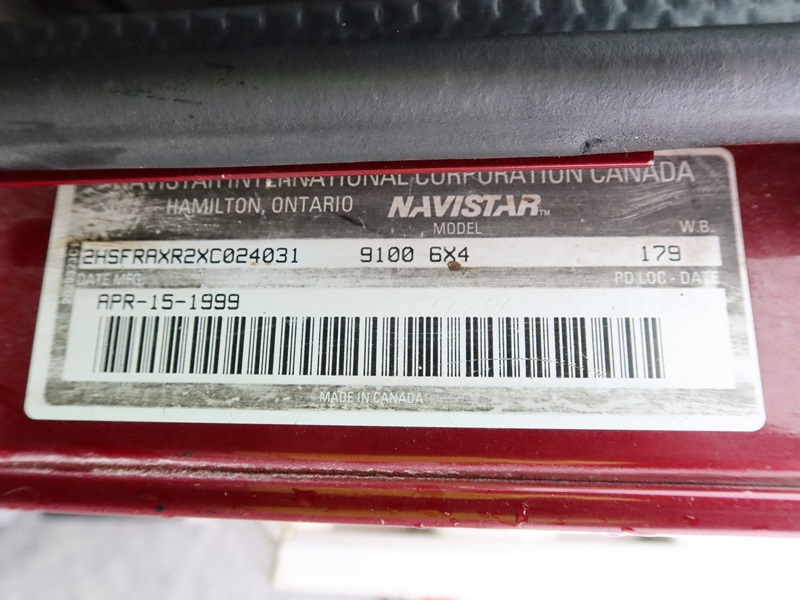 NAVISTAR INTERNATIONAL CORPORATION CANADA
HAMILTON, ONTARIO NAVISTAR™
MODEL W.B.
2HSFRAXR2XC024031 9100 6X4 179
DATE MFG. PD LOC - DATE
APR-15-1999
MADE IN CANADA